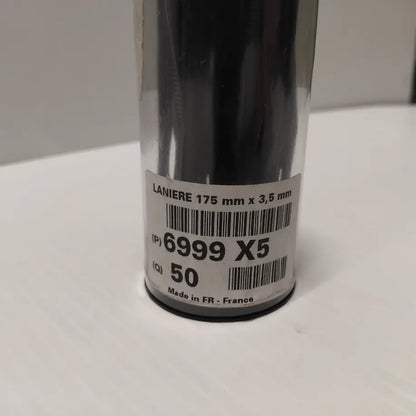 LANIERE 175 mm x 3,5 mm
(P) 6999 X5
(Q) 50
Made in FR - France